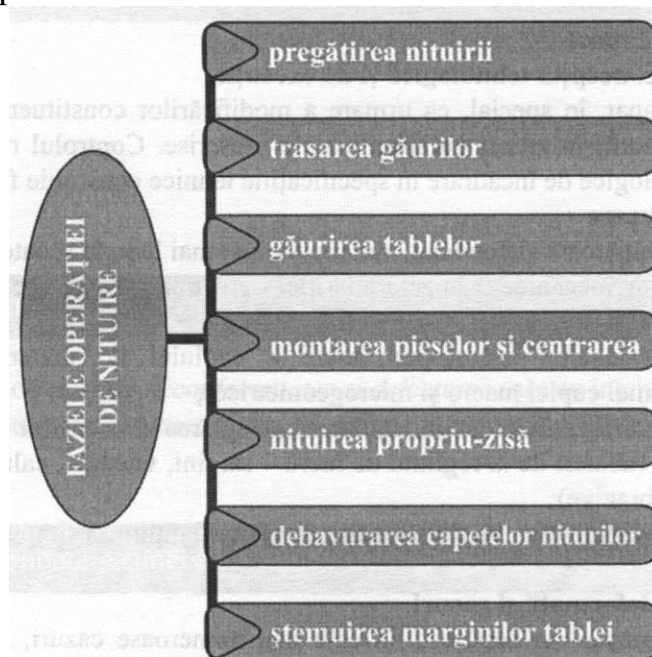 p
FAZELE OPERAȚIEI
DE NITUIRE
pregătirea nituirii
trasarea găurilor
găurirea tablelor
montarea pieselor și centrarea
nituirea propriu-zisă
debavurarea capetelor niturilor
ștemuirea marginilor tablei